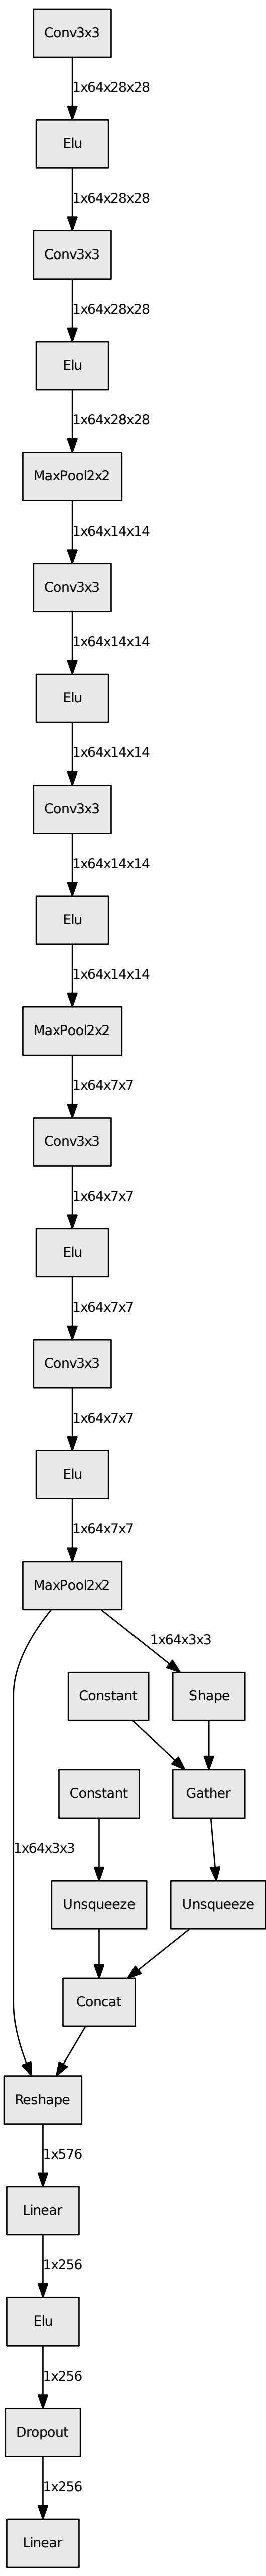 Conv3x3
1x64x28x28
Elu
1x64x28x28
Conv3x3
1x64x28x28
Elu
1x64x28x28
MaxPool2x2
1x64x14x14
Conv3x3
1x64x14x14
Elu
1x64x14x14
Conv3x3
1x64x14x14
Elu
1x64x14x14
MaxPool2x2
1x64x7x7
Conv3x3
1x64x7x7
Elu
1x64x7x7
Conv3x3
1x64x7x7
Elu
1x64x7x7
MaxPool2x2
1x64x3x3
Constant
Shape
Constant
Gather
1x64x3x3
Unsqueeze
Unsqueeze
Concat
Reshape
1x576
Linear
1x256
Elu
1x256
Dropout
1x256
Linear